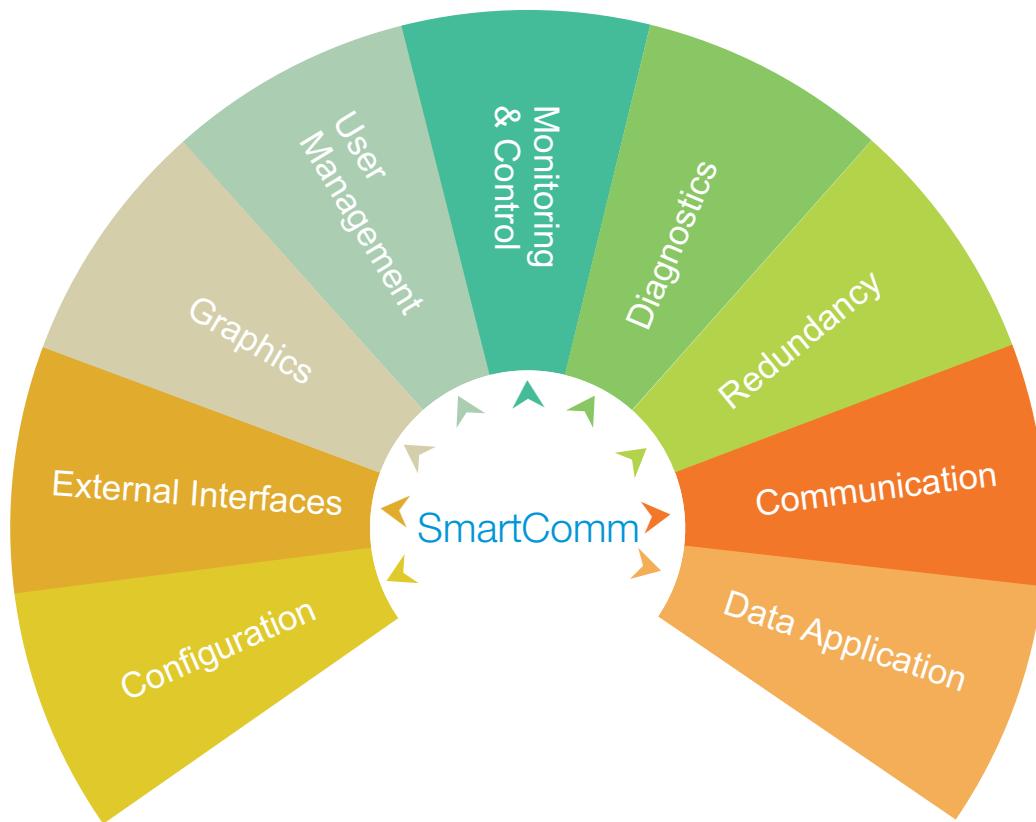 Configuration
External Interfaces
Graphics
User
Management
Monitoring
& Control
Diagnostics
Redundancy
Communication
Data Application
SmartComm